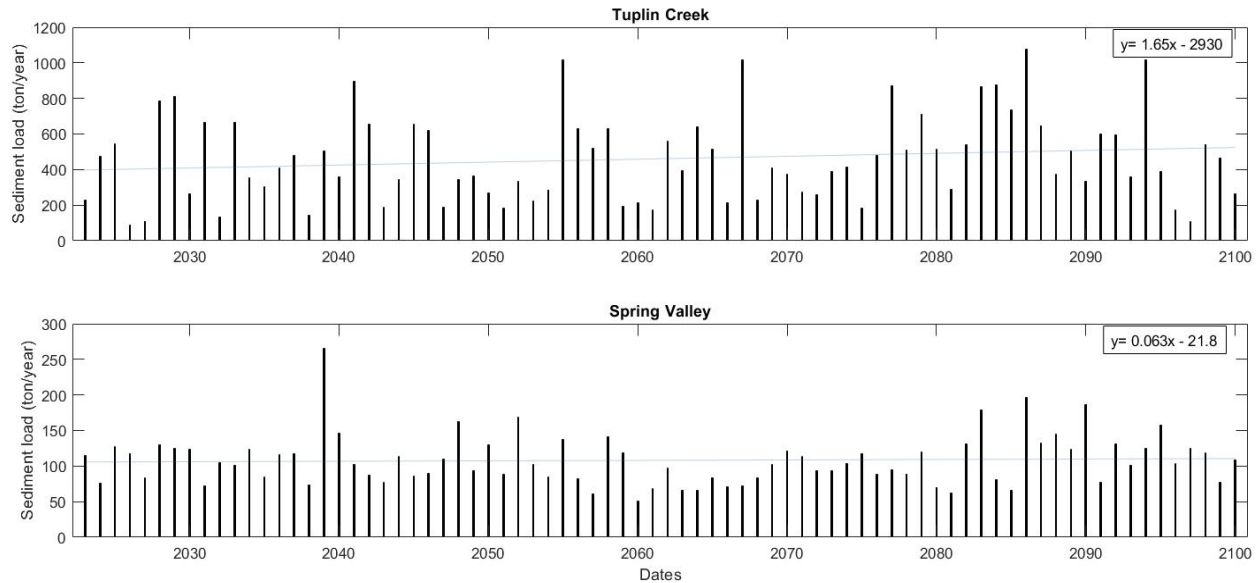 Tuplin Creek
1200
1000
800
600
400
200
0
Sediment load (ton/year)
y= 1.65x - 2930
2030 2040 2050 2060 2070 2080 2090 2100
Spring Valley
300
250
200
150
100
50
0
Sediment load (ton/year)
y= 0.063x - 21.8
2030 2040 2050 2060 2070 2080 2090 2100
Dates